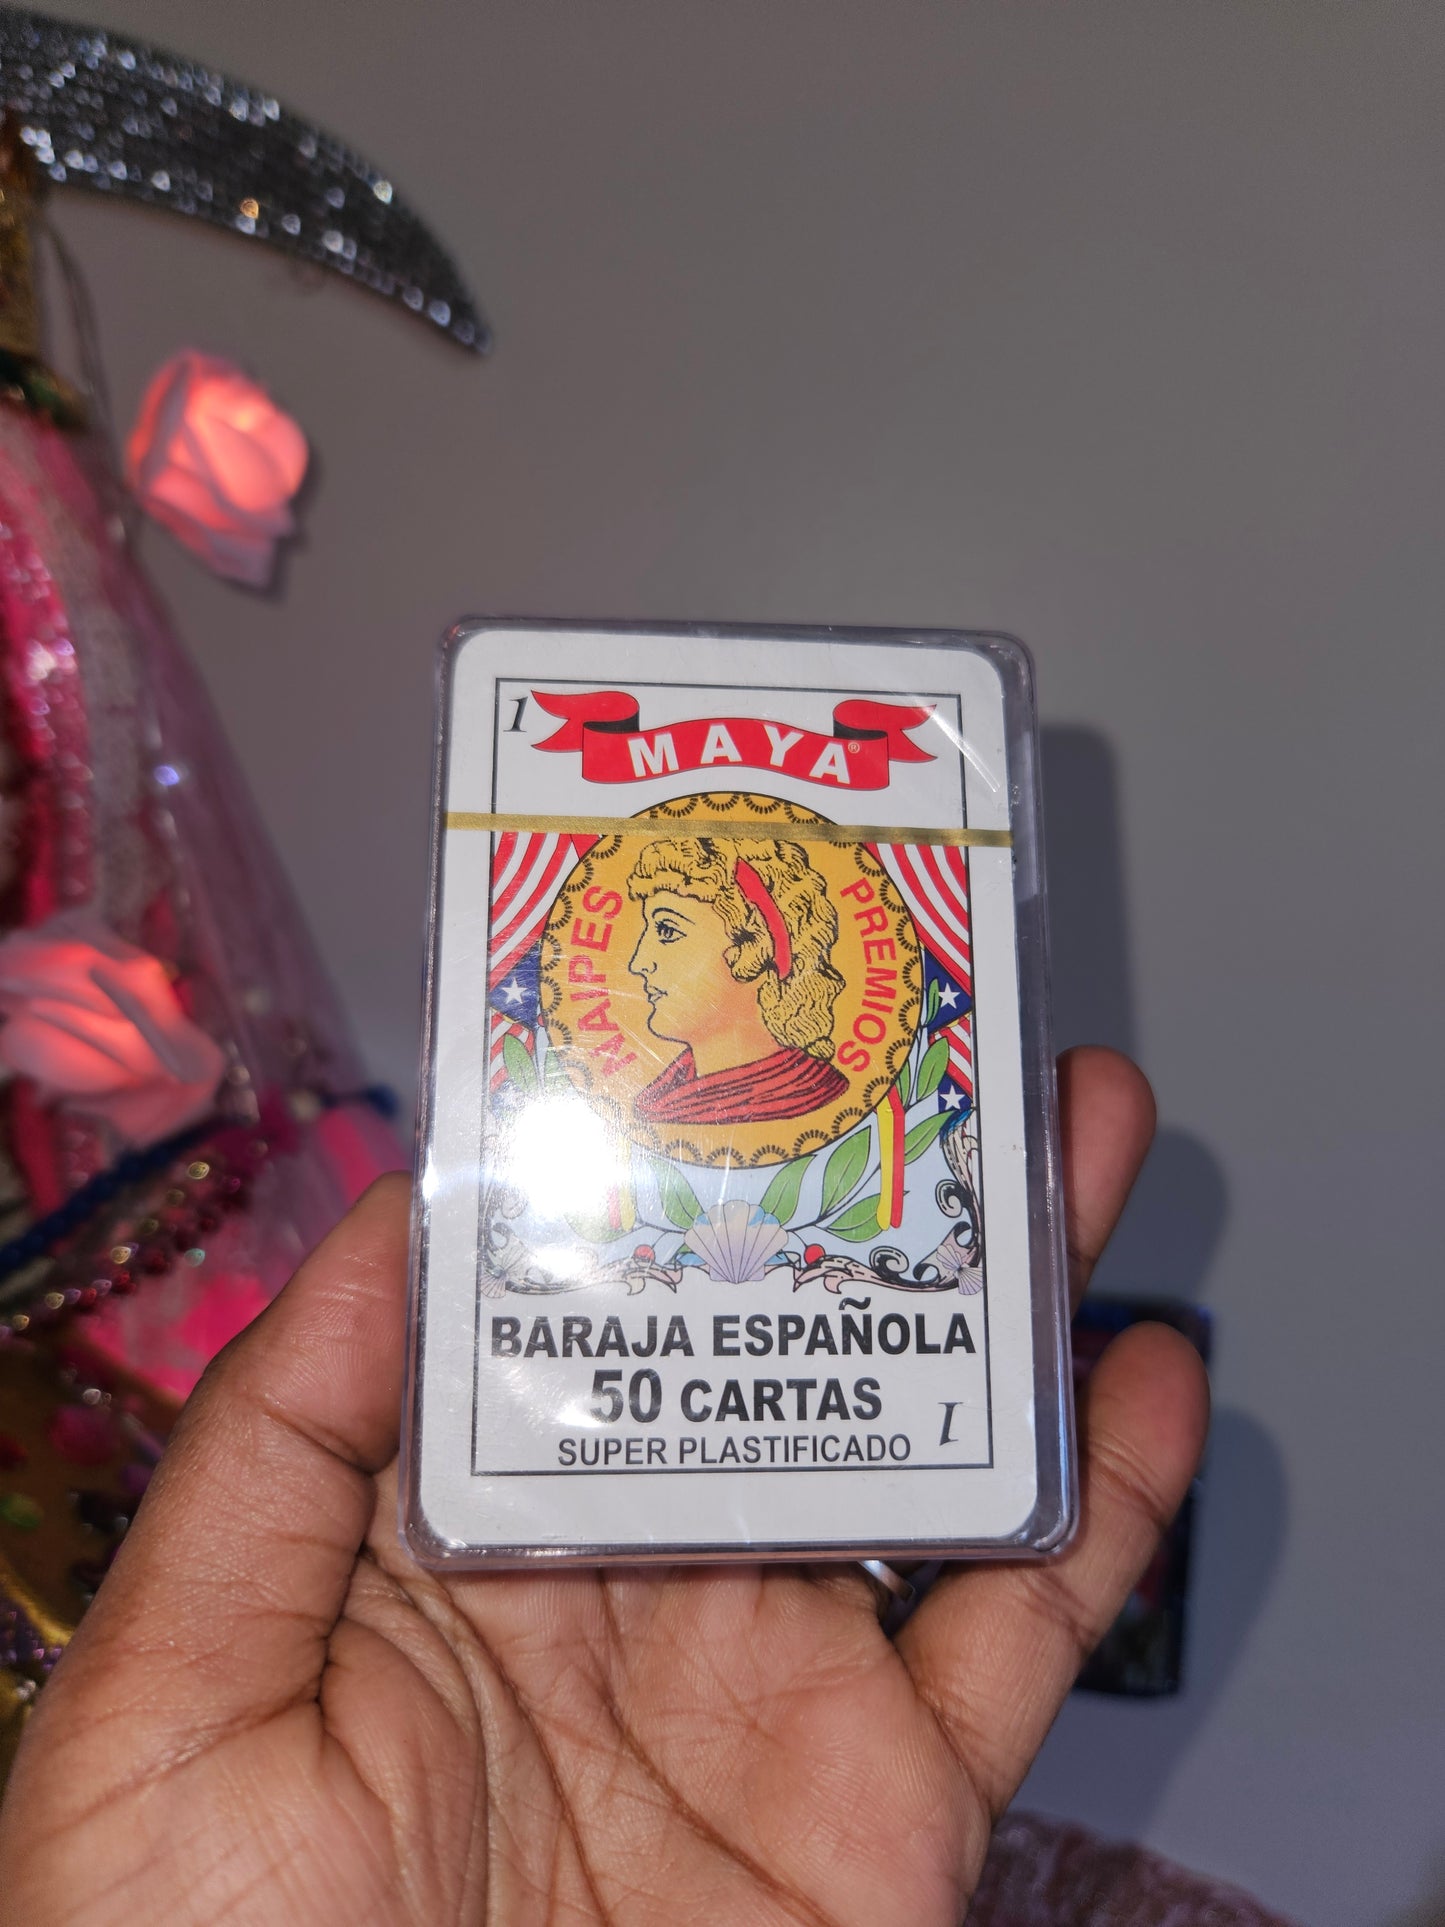 1
MAYA®
NAIPES
PREMIOS
BARAJA ESPAÑOLA
50 CARTAS
SUPER PLASTIFICADO
1